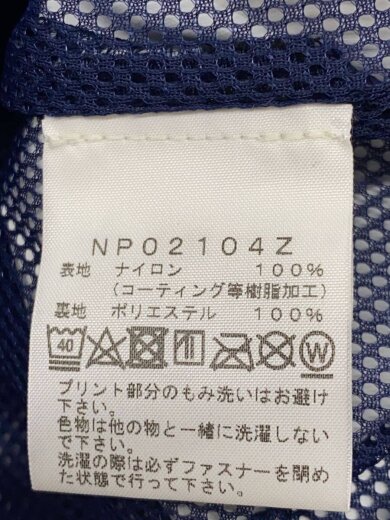 NP02104Z
表地 ナイロン 100%
(コーティング等樹脂加工)
裏地 ポリエステル 100%
40 W
プリント部分のもみ洗いはお避け
下さい。
色物は他の物と一緒に洗濯しない
で下さい。
洗濯の際は必ずファスナーを閉め
た状態で行って下さい。